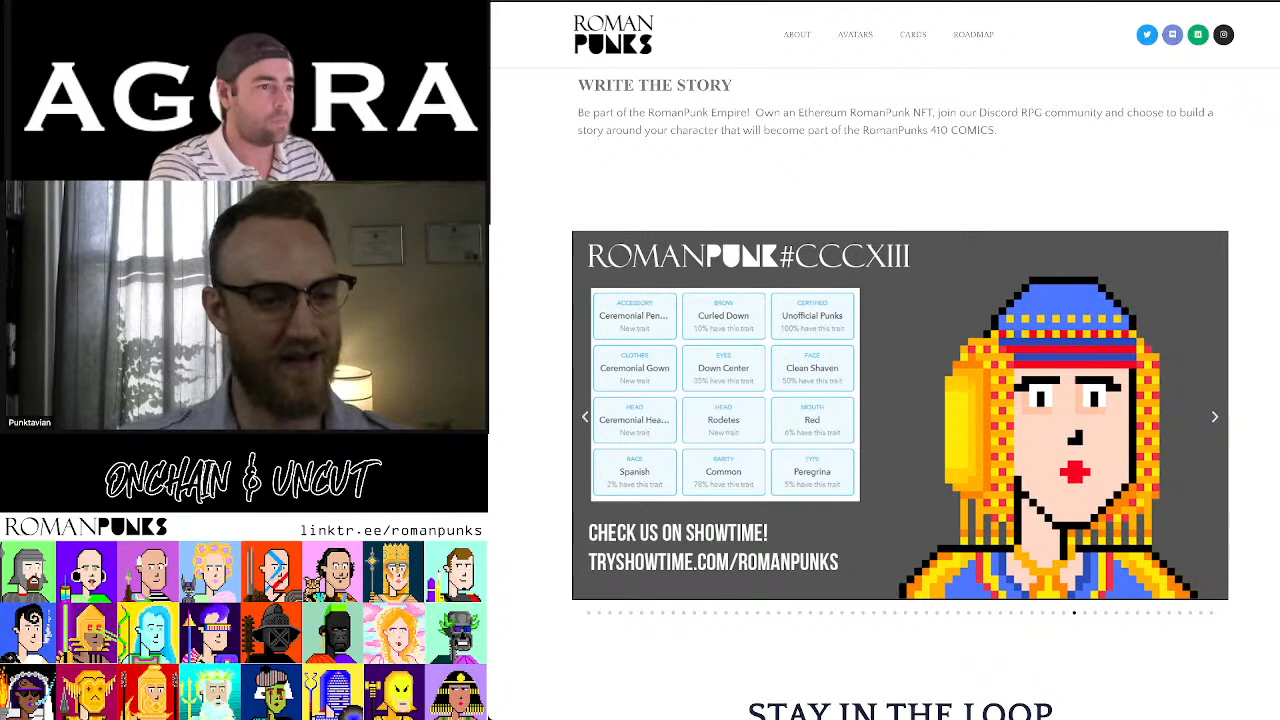 AGORA
Punktavian
ONCHAIN & UNCUT
ROMANPUNKS
linktr.ee/romanpunks
ROMAN
PUNKS
ABOUT
AVATARS
CARDS
ROADMAP
WRITE THE STORY
Be part of the RomanPunk Empire! Own an Ethereum RomanPunk NFT, join our Discord RPG community and choose to build a
story around your character that will become part of the RomanPunks 410 COMICS.
ROMANPUNK#CCCXIII
ACCESSORY
Ceremonial Pen...
New trait
BROW
Curled Down
10% have this trait
CERTIFIED
Unofficial Punks
100% have this trait
CLOTHES
Ceremonial Gown
New trait
EYES
Down Center
35% have this trait
FACE
Clean Shaven
50% have this trait
HEAD
Ceremonial Hea...
New trait
HEAD
Rodetes
New trait
MOUTH
Red
6% have this trait
RACE
Spanish
2% have this trait
RARITY
Common
78% have this trait
TYPE
Peregrina
5% have this trait
CHECK US ON SHOWTIME!
TRYSHOWTIME.COM/ROMANPUNKS
STAY IN THE LOOP